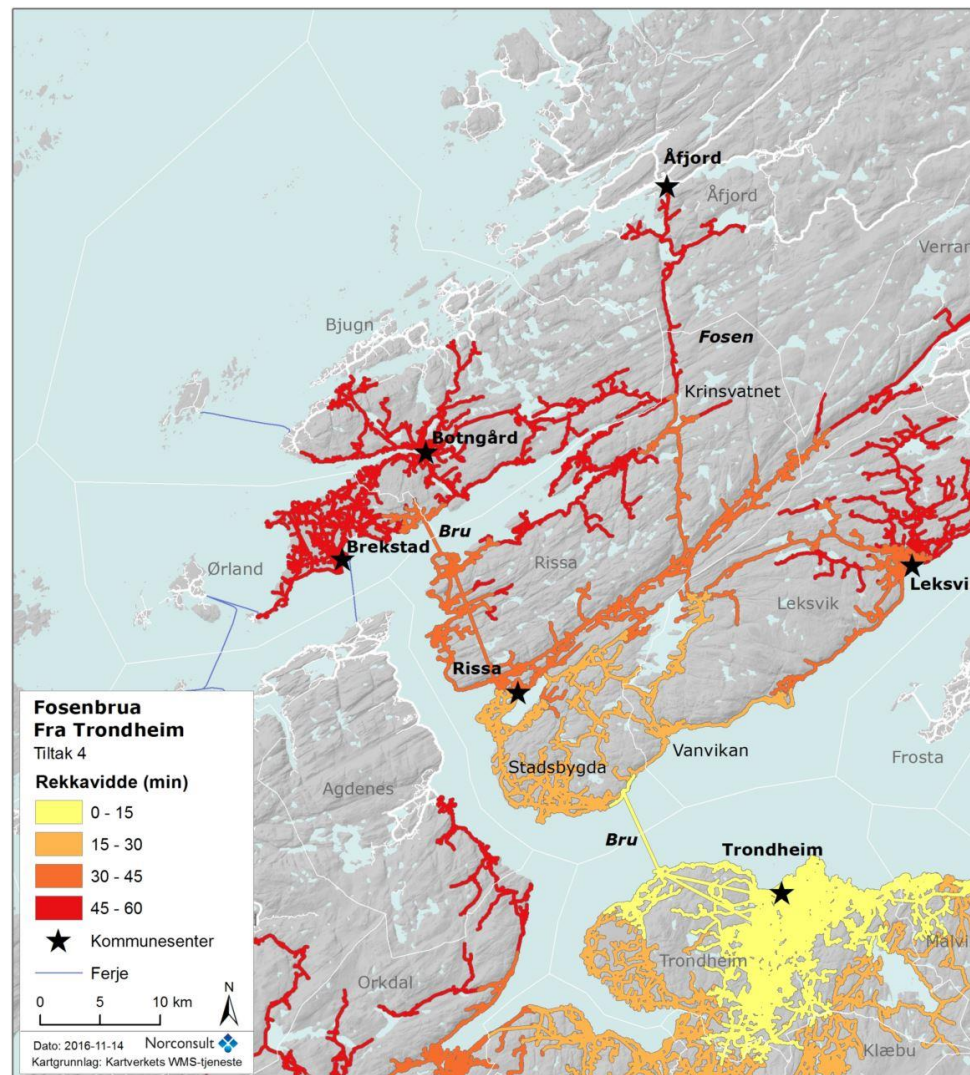 Åfjord
Åfjord
Verran
Bjugn
Fosen
Krinsvatnet
Botngård
Bru
Brekstad
Ørland
Rissa
Leksvik
Leksvi
Rissa
Vanvikan
Frosta
Stadsbygda
Agdenes
Bru
Trondheim
Trondheim
Malvi
Orkdal
Klæbu
Fosenbrua
Fra Trondheim
Tiltak 4
Rekkavidde (min)
0 - 15
15 - 30
30 - 45
45 - 60
Kommunesenter
Ferje
N
0 5 10 km
Dato: 2016-11-14 Norconsult
Kartgrunnlag: Kartverkets WMS-tjeneste